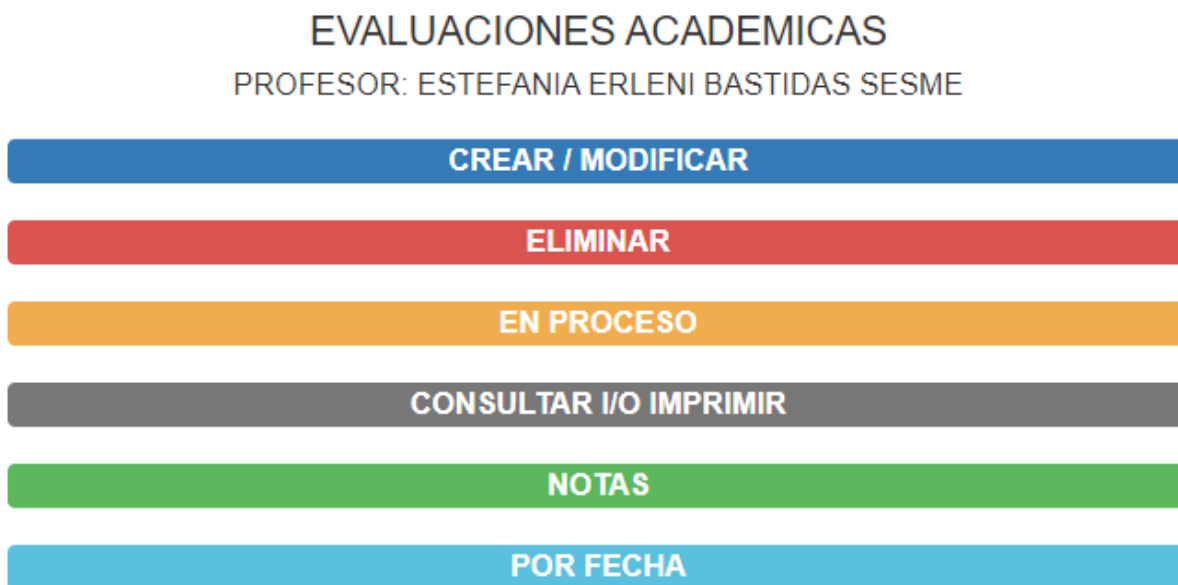 EVALUACIONES ACADEMICAS
PROFESOR: ESTEFANIA ERLENI BASTIDAS SESME
CREAR / MODIFICAR
ELIMINAR
EN PROCESO
CONSULTAR I/O IMPRIMIR
NOTAS
POR FECHA